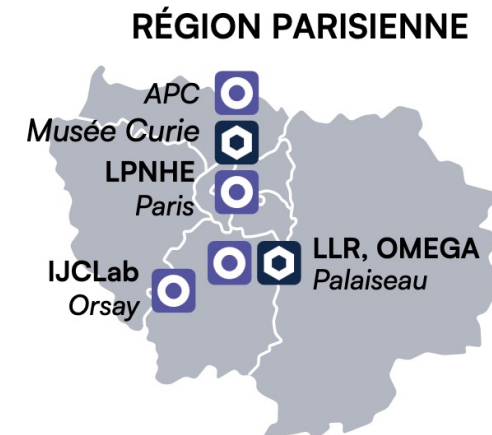 RÉGION PARISIENNE
APC
Musée Curie
LPNHE
Paris
LLR, OMEGA
Palaiseau
IJCLab
Orsay